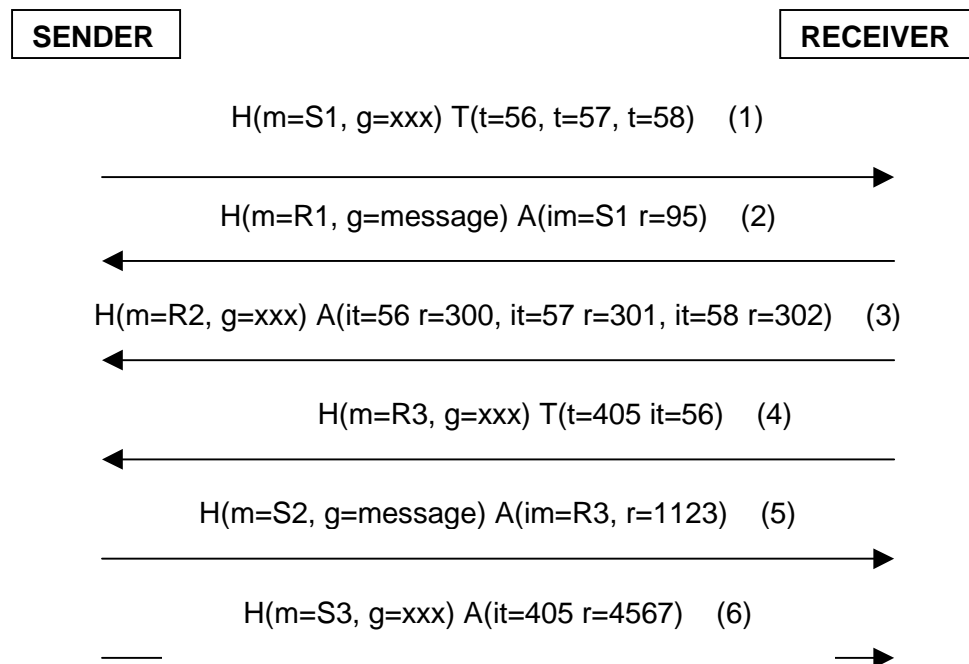 SENDER RECEIVER
H(m=S1, g=xxx) T(t=56, t=57, t=58) (1)
H(m=R1, g=message) A(im=S1 r=95) (2)
H(m=R2, g=xxx) A(it=56 r=300, it=57 r=301, it=58 r=302) (3)
H(m=R3, g=xxx) T(t=405 it=56) (4)
H(m=S2, g=message) A(im=R3, r=1123) (5)
H(m=S3, g=xxx) A(it=405 r=4567) (6)